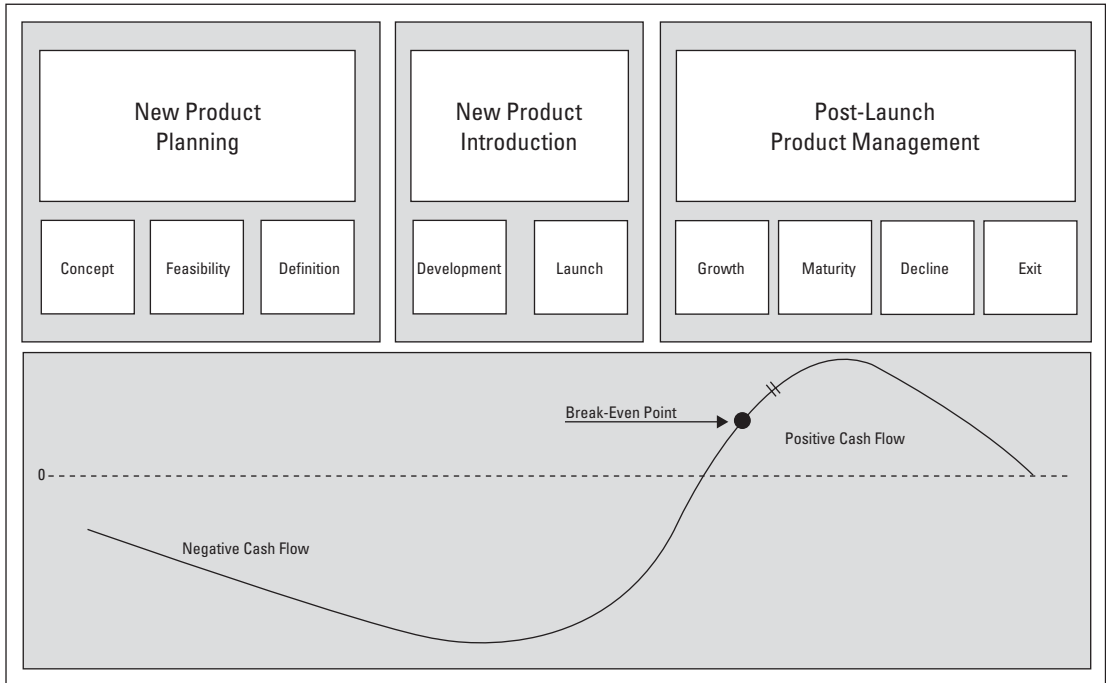 New Product
Planning
New Product
Introduction
Post-Launch
Product Management
Concept
Feasibility
Definition
Development
Launch
Growth
Maturity
Decline
Exit
Break-Even Point
Positive Cash Flow
0
Negative Cash Flow